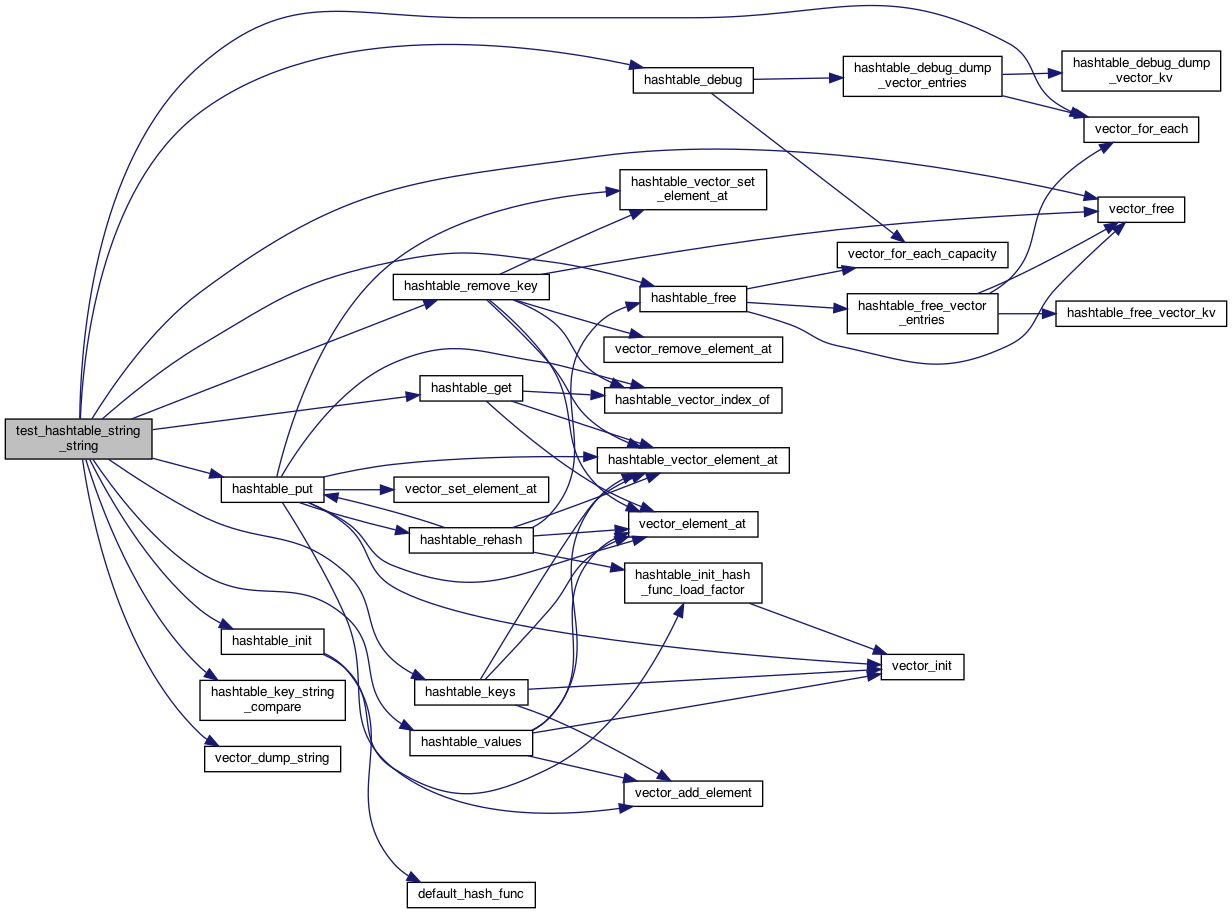 hashtable_debug_dump
_vector_entries
hashtable_debug_dump
_vector_kv
hashtable_debug
vector_for_each
hashtable_vector_set
_element_at
vector_free
vector_for_each_capacity
hashtable_remove_key
hashtable_free
hashtable_free_vector
_entries
hashtable_free_vector_kv
vector_remove_element_at
hashtable_get
hashtable_vector_index_of
test_hashtable_string
_string
hashtable_vector_element_at
hashtable_put
vector_set_element_at
vector_element_at
hashtable_rehash
hashtable_init_hash
_func_load_factor
hashtable_init
vector_init
hashtable_key_string
_compare
hashtable_keys
hashtable_values
vector_dump_string
vector_add_element
default_hash_func